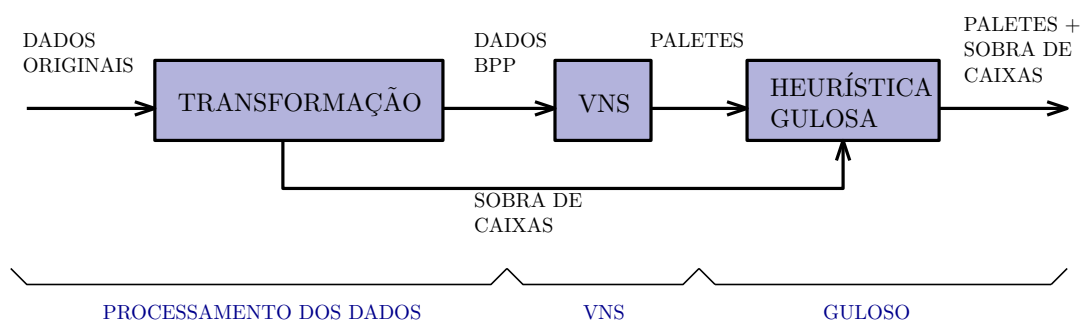 DADOS
ORIGINAIS
TRANSFORMAÇÃO
DADOS
BPP
VNS
PALETES
HEURÍSTICA
GULOSA
PALETES +
SOBRA DE
CAIXAS
SOBRA DE
CAIXAS
PROCESSAMENTO DOS DADOS
VNS
GULOSO